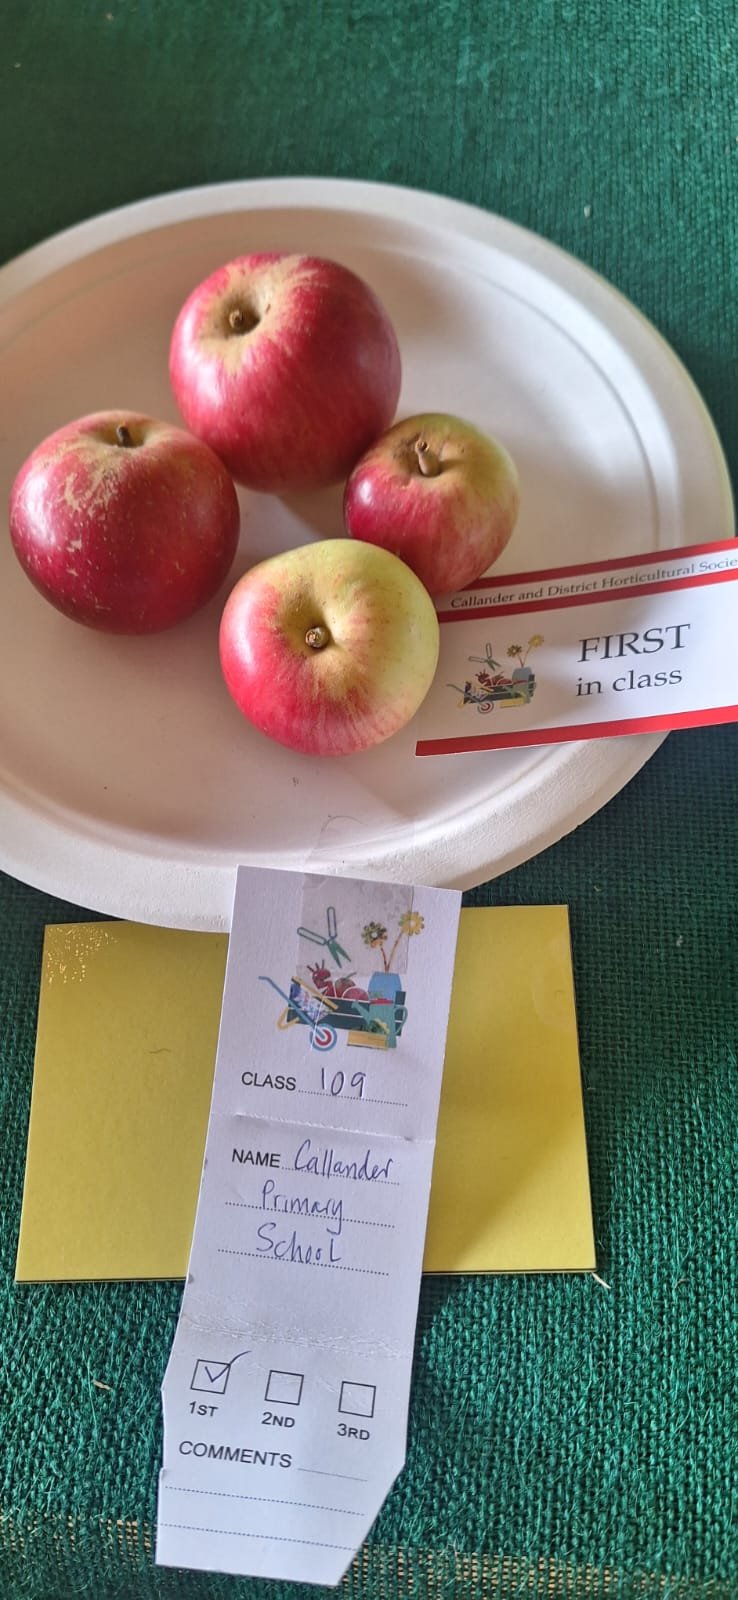 Callander and District Horticultural Socie
FIRST
in class
CLASS 109
NAME Callander
Primary
School
1ST 2ND 3RD
COMMENTS